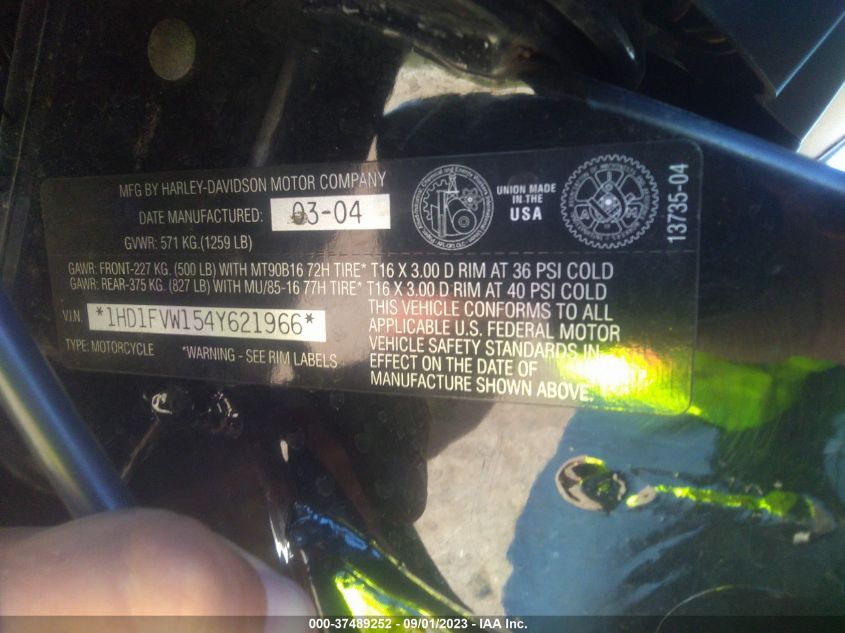 MFG BY HARLEY-DAVIDSON MOTOR COMPANY
DATE MANUFACTURED: 03-04
GVWR: 571 KG.(1259 LB)
UNION MADE
IN THE
USA
13735-04
GAWR: FRONT-227 KG. (500 LB) WITH MT90B16 72H TIRE* T16 X 3.00 D RIM AT 36 PSI COLD
GAWR: REAR-375 KG. (827 LB) WITH MU/85-16 77H TIRE* T16 X 3.00 D RIM AT 40 PSI COLD
V.I.N. *1HD1FVW154Y621966*
TYPE: MOTORCYCLE *WARNING - SEE RIM LABELS
THIS VEHICLE CONFORMS TO ALL
APPLICABLE U.S. FEDERAL MOTOR
VEHICLE SAFETY STANDARDS IN
EFFECT ON THE DATE OF
MANUFACTURE SHOWN ABOVE.
000-37489252 - 09/01/2023 - IAA Inc.